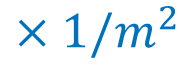 × 1/m²